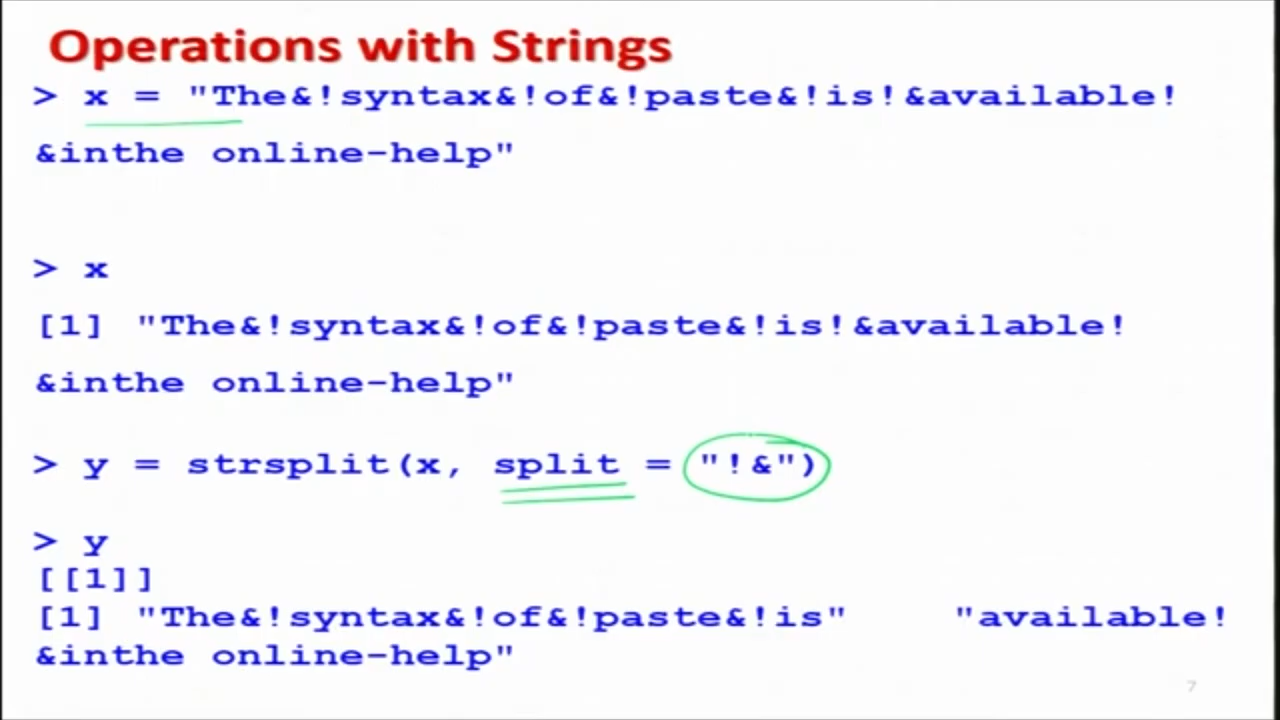 Operations with Strings
> x = "The&!syntax&!of&!paste&!is!&available!
&inthe online-help"
> x
[1] "The&!syntax&!of&!paste&!is!&available!
&inthe online-help"
> y = strsplit(x, split = "!&")
> y
[[1]]
[1] "The&!syntax&!of&!paste&!is" "available!
&inthe online-help"
7